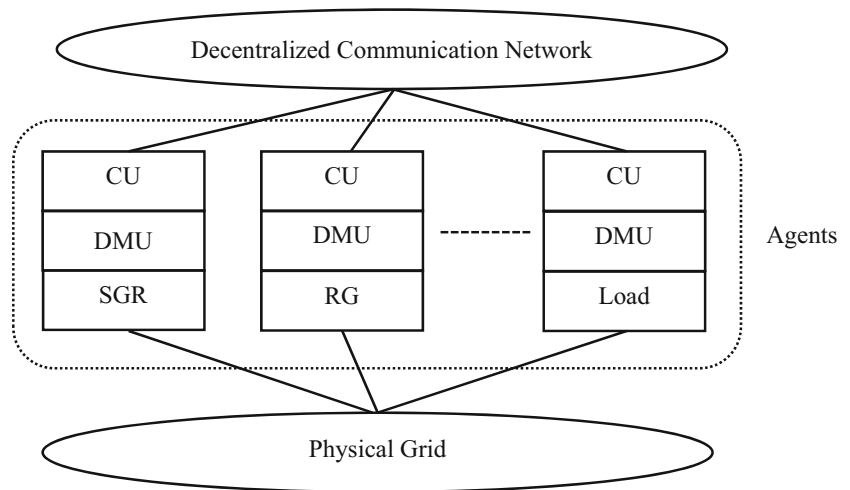 Decentralized Communication Network
CU CU CU
DMU DMU DMU
Agents
SGR RG Load
Physical Grid